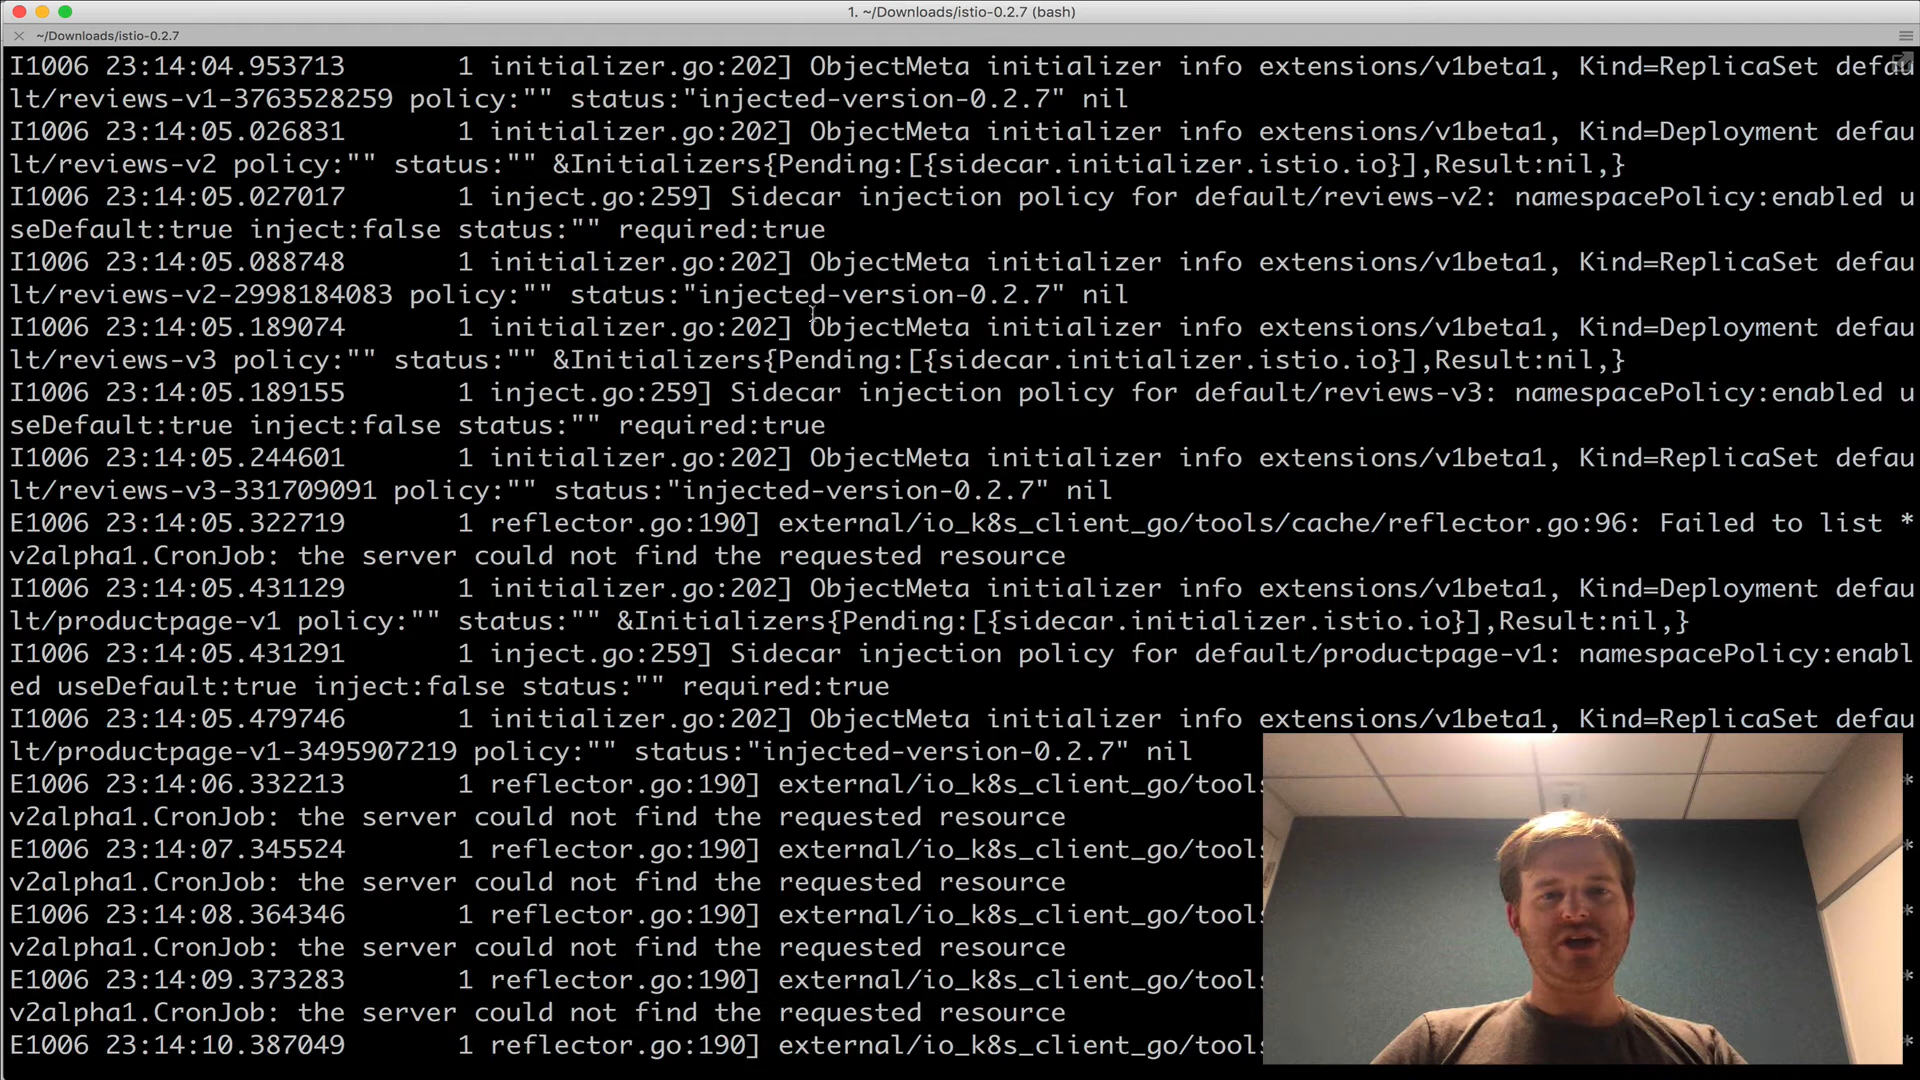 1. ~/Downloads/istio-0.2.7 (bash)
~/Downloads/istio-0.2.7
I1006 23:14:04.953713       1 initializer.go:202] ObjectMeta initializer info extensions/v1beta1, Kind=ReplicaSet defau
lt/reviews-v1-3763528259 policy:"" status:"injected-version-0.2.7" nil
I1006 23:14:05.026831       1 initializer.go:202] ObjectMeta initializer info extensions/v1beta1, Kind=Deployment defau
lt/reviews-v2 policy:"" status:"" &Initializers{Pending:[{sidecar.initializer.istio.io}],Result:nil,}
I1006 23:14:05.027017       1 inject.go:259] Sidecar injection policy for default/reviews-v2: namespacePolicy:enabled u
seDefault:true inject:false status:"" required:true
I1006 23:14:05.088748       1 initializer.go:202] ObjectMeta initializer info extensions/v1beta1, Kind=ReplicaSet defau
lt/reviews-v2-2998184083 policy:"" status:"injected-version-0.2.7" nil
I1006 23:14:05.189074       1 initializer.go:202] ObjectMeta initializer info extensions/v1beta1, Kind=Deployment defau
lt/reviews-v3 policy:"" status:"" &Initializers{Pending:[{sidecar.initializer.istio.io}],Result:nil,}
I1006 23:14:05.189155       1 inject.go:259] Sidecar injection policy for default/reviews-v3: namespacePolicy:enabled u
seDefault:true inject:false status:"" required:true
I1006 23:14:05.244601       1 initializer.go:202] ObjectMeta initializer info extensions/v1beta1, Kind=ReplicaSet defau
lt/reviews-v3-331709091 policy:"" status:"injected-version-0.2.7" nil
E1006 23:14:05.322719       1 reflector.go:190] external/io_k8s_client_go/tools/cache/reflector.go:96: Failed to list *
v2alpha1.CronJob: the server could not find the requested resource
I1006 23:14:05.431129       1 initializer.go:202] ObjectMeta initializer info extensions/v1beta1, Kind=Deployment defau
lt/productpage-v1 policy:"" status:"" &Initializers{Pending:[{sidecar.initializer.istio.io}],Result:nil,}
I1006 23:14:05.431291       1 inject.go:259] Sidecar injection policy for default/productpage-v1: namespacePolicy:enabl
ed useDefault:true inject:false status:"" required:true
I1006 23:14:05.479746       1 initializer.go:202] ObjectMeta initializer info extensions/v1beta1, Kind=ReplicaSet defau
lt/productpage-v1-3495907219 policy:"" status:"injected-version-0.2.7" nil
E1006 23:14:06.332213       1 reflector.go:190] external/io_k8s_client_go/tools *
v2alpha1.CronJob: the server could not find the requested resource
E1006 23:14:07.345524       1 reflector.go:190] external/io_k8s_client_go/tools *
v2alpha1.CronJob: the server could not find the requested resource
E1006 23:14:08.364346       1 reflector.go:190] external/io_k8s_client_go/tools *
v2alpha1.CronJob: the server could not find the requested resource
E1006 23:14:09.373283       1 reflector.go:190] external/io_k8s_client_go/tools *
v2alpha1.CronJob: the server could not find the requested resource
E1006 23:14:10.387049       1 reflector.go:190] external/io_k8s_client_go/tools *